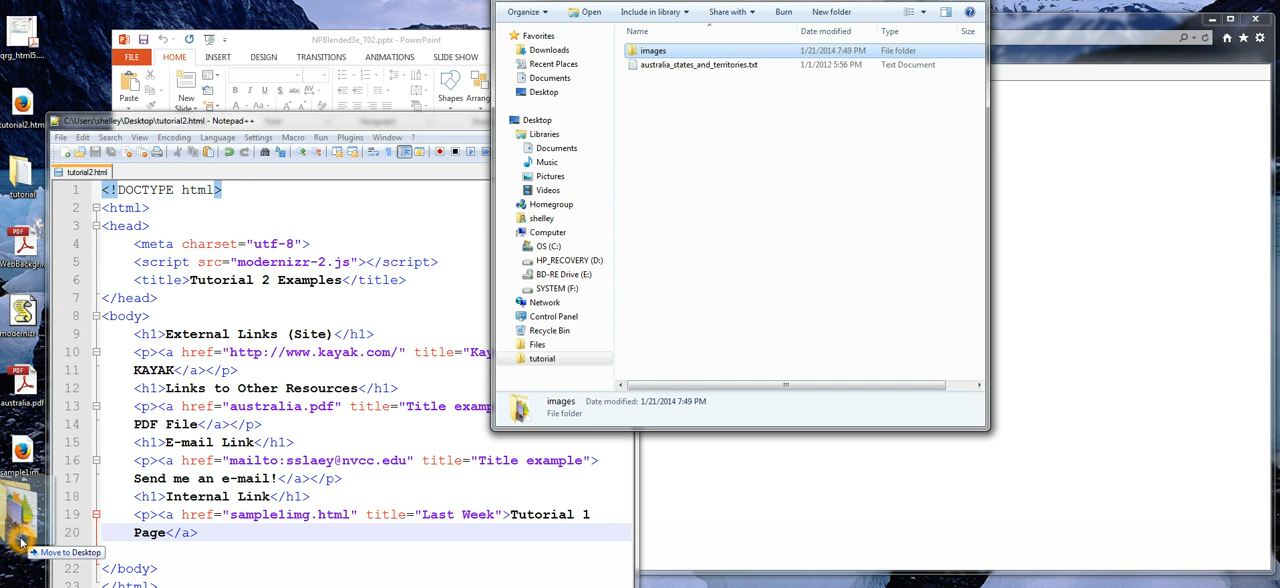 qrg_html5....
tutorial2.htm
tutorial
WebBackgr...
moderniz...
australia.pdf
sample1im...
Move to Desktop
NPBlended3e_T02.pptx - PowerPoint
FILE
HOME
INSERT
DESIGN
TRANSITIONS
ANIMATIONS
SLIDE SHOW
Paste
New
Slide
Shapes
Arrang
Clipboard
C:\Users\shelley\Desktop\tutorial2.html - Notepad++
File Edit Search View Encoding Language Settings Macro Run Plugins Window ?
tutorial2.html
1 <!DOCTYPE html>
2 <html>
3 <head>
4 <meta charset="utf-8">
5 <script src="modernizr-2.js"></script>
6 <title>Tutorial 2 Examples</title>
7 </head>
8 <body>
9 <h1>External Links (Site)</h1>
10 <p><a href="http://www.kayak.com/" title="Kay
11 KAYAK</a></p>
12 <h1>Links to Other Resources</h1>
13 <p><a href="australia.pdf" title="Title examp
14 PDF File</a></p>
15 <h1>E-mail Link</h1>
16 <p><a href="mailto:sslaey@nvcc.edu" title="Title example">
17 Send me an e-mail!</a></p>
18 <h1>Internal Link</h1>
19 <p><a href="sample1img.html" title="Last Week">Tutorial 1
20 Page</a>
22 </body>
23 </html>
Organize Open Include in library Share with Burn New folder
Name Date modified Type Size
images 1/21/2014 7:49 PM File folder
australia_states_and_territories.txt 1/1/2012 5:56 PM Text Document
Favorites
Downloads
Recent Places
Documents
Desktop
Desktop
Libraries
Documents
Music
Pictures
Videos
Homegroup
shelley
Computer
OS (C:)
HP_RECOVERY (D:)
BD-RE Drive (E:)
SYSTEM (F:)
Network
Control Panel
Recycle Bin
Files
tutorial
images Date modified: 1/21/2014 7:49 PM
File folder